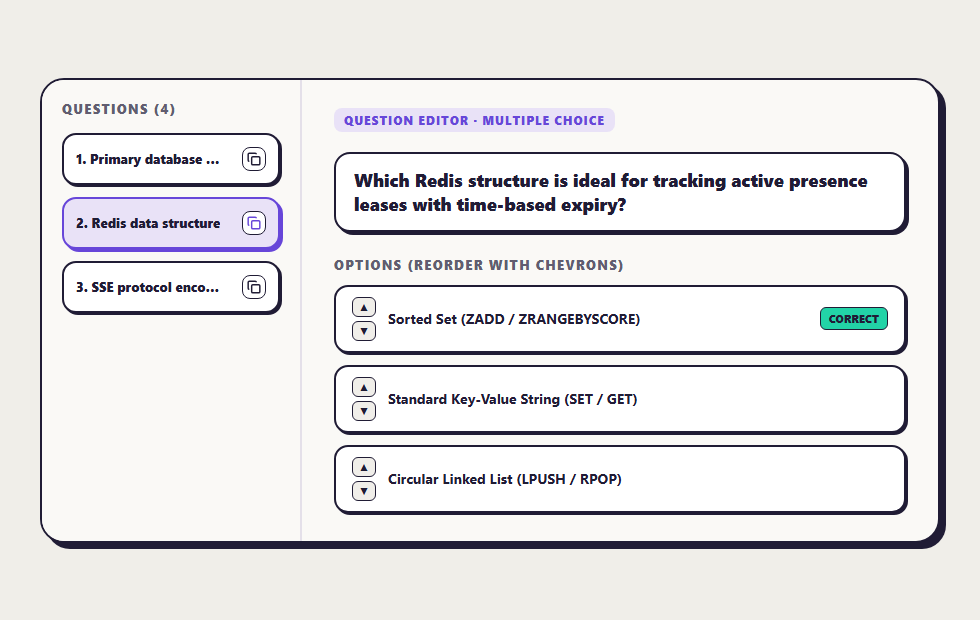 QUESTIONS (4)
1. Primary database ...
2. Redis data structure
3. SSE protocol enco...
QUESTION EDITOR · MULTIPLE CHOICE
Which Redis structure is ideal for tracking active presence
leases with time-based expiry?
OPTIONS (REORDER WITH CHEVRONS)
▲
▼
Sorted Set (ZADD / ZRANGEBYSCORE)
CORRECT
▲
▼
Standard Key-Value String (SET / GET)
▲
▼
Circular Linked List (LPUSH / RPOP)